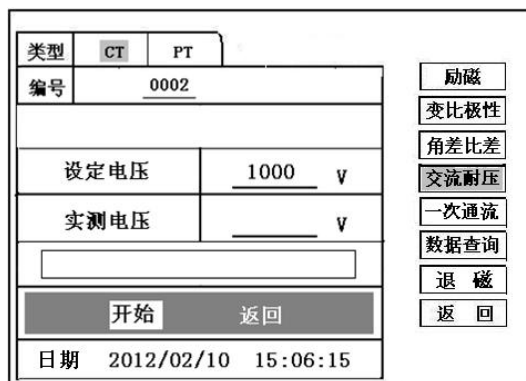 类型 CT PT
编号 0002
设定电压 1000 V
实测电压 V
开始 返回
日期 2012/02/10 15:06:15
励磁
变比极性
角差比差
交流耐压
一次通流
数据查询
退 磁
返 回